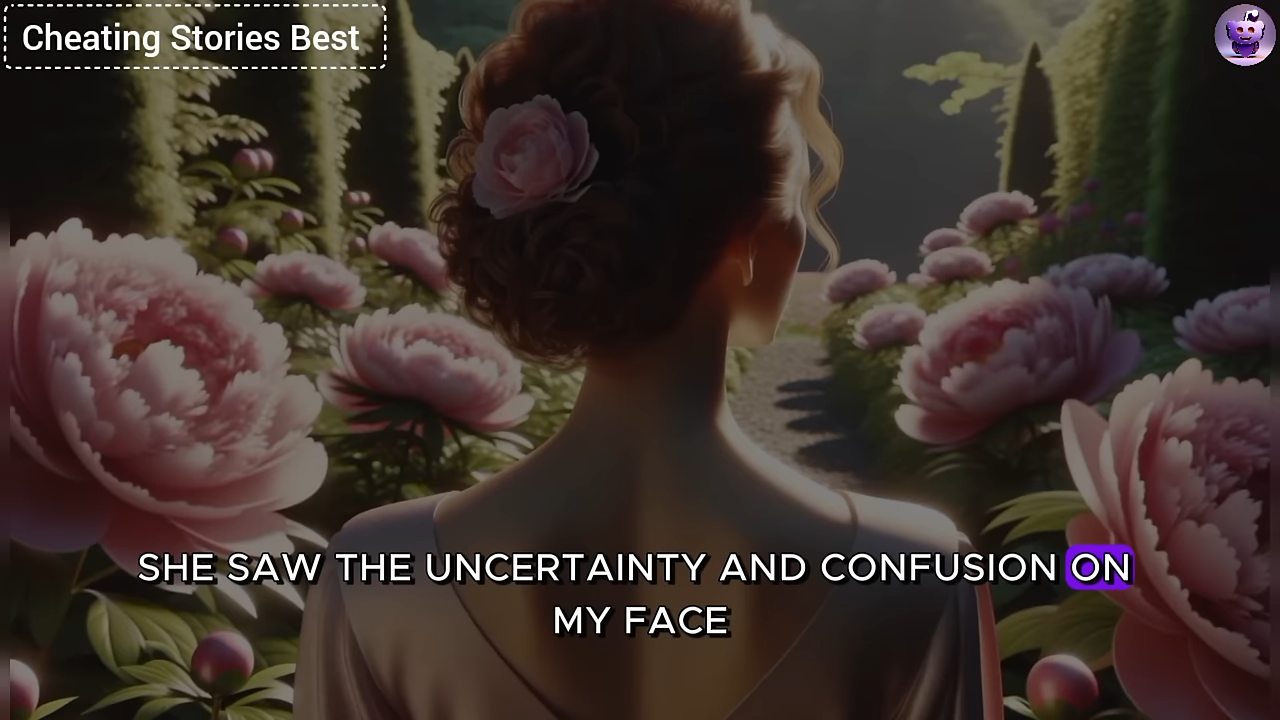 Cheating Stories Best
SHE SAW THE UNCERTAINTY AND CONFUSION ON
MY FACE